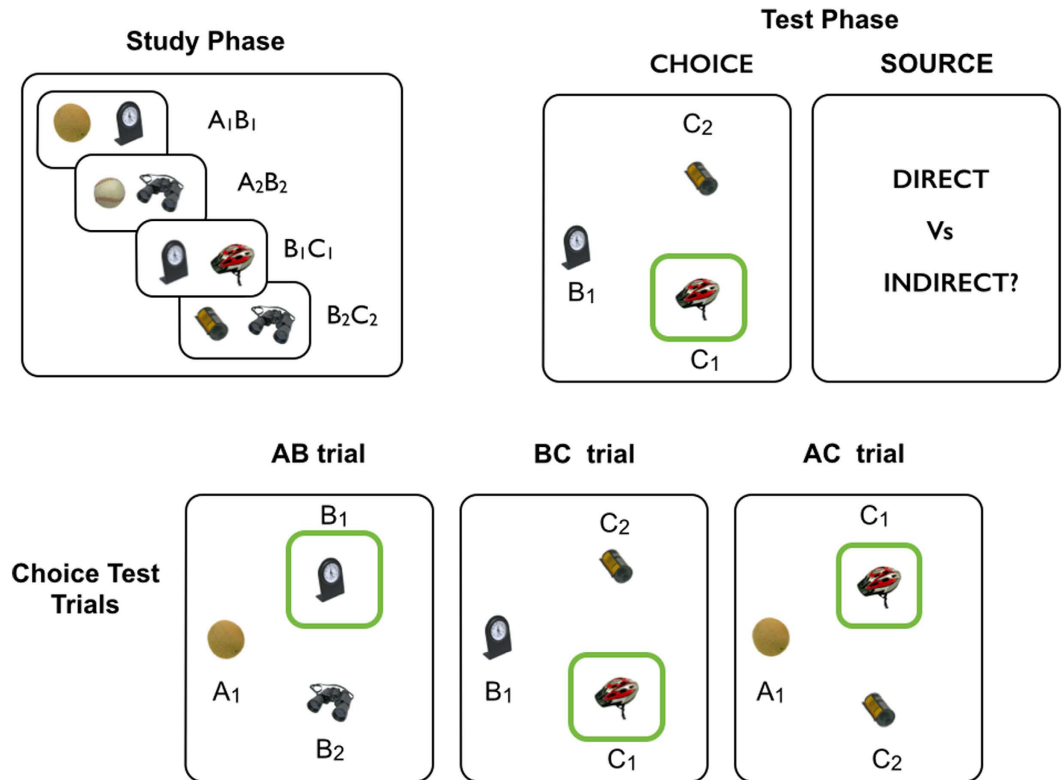 Study Phase
A₁B₁
A₂B₂
B₁C₁
B₂C₂
Test Phase
CHOICE
SOURCE
C₂
B₁
C₁
DIRECT
Vs
INDIRECT?
Choice Test
Trials
AB trial
B₁
A₁
B₂
BC trial
C₂
B₁
C₁
AC trial
C₁
A₁
C₂